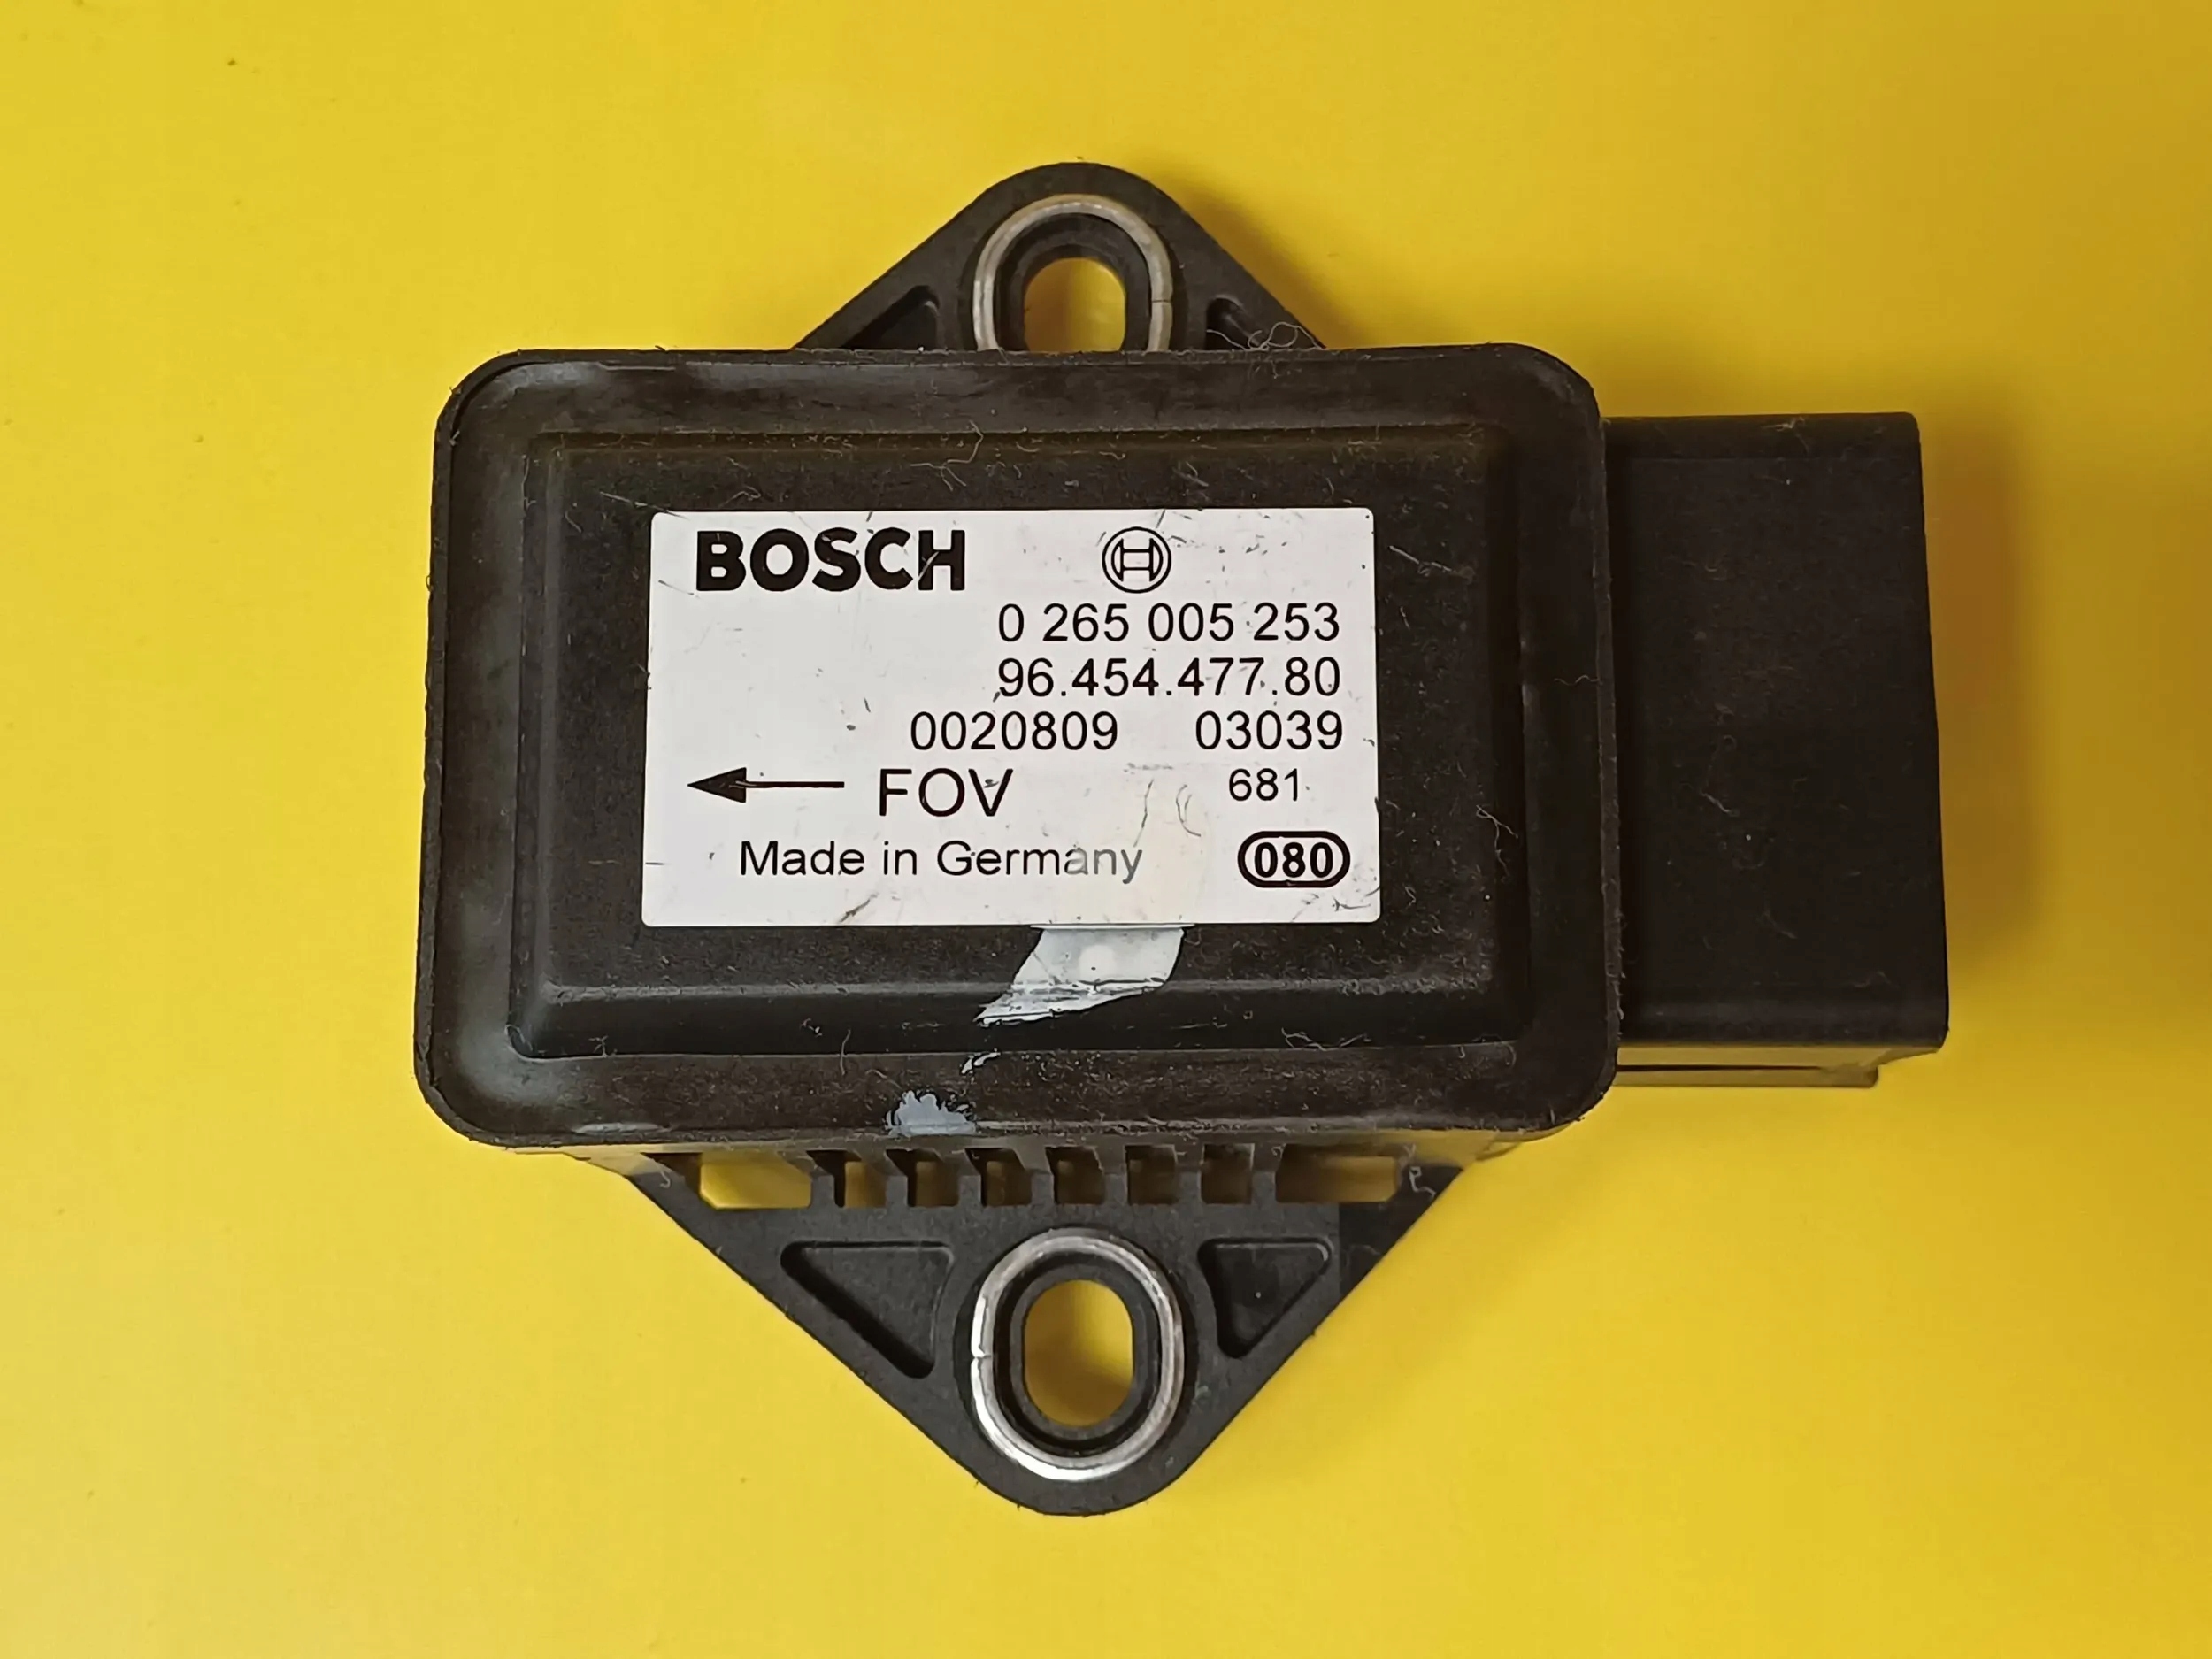 BOSCH
0 265 005 253
96.454.477.80
0020809 03039
FOV 681
Made in Germany 080